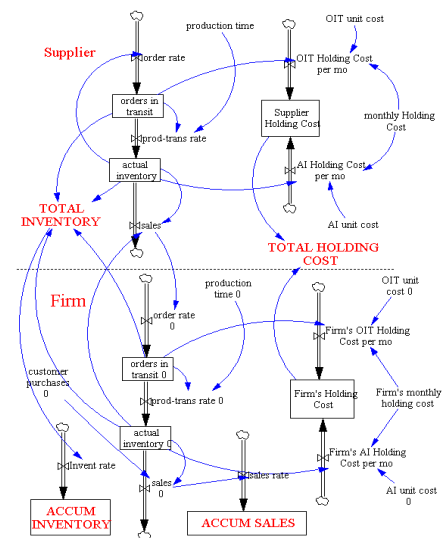 production time
OIT unit cost
Supplier
order rate
OIT Holding Cost
per mo
orders in
transit
Supplier
Holding Cost
monthly Holding
Cost
prod-trans rate
actual
inventory
AI Holding Cost
per mo
TOTAL
INVENTORY
sales
AI unit cost
TOTAL HOLDING
COST
Firm
order rate
0
production
time 0
OIT unit
cost 0
Firm's OIT Holding
Cost per mo
orders in
transit 0
customer
purchases
0
prod-trans rate 0
Firm's Holding
Cost
Firm's monthly
holding cost
actual
inventory 0
Invent rate
sales
0
sales rate
Firm's AI Holding
Cost per mo
AI unit cost
0
ACCUM
INVENTORY
ACCUM SALES